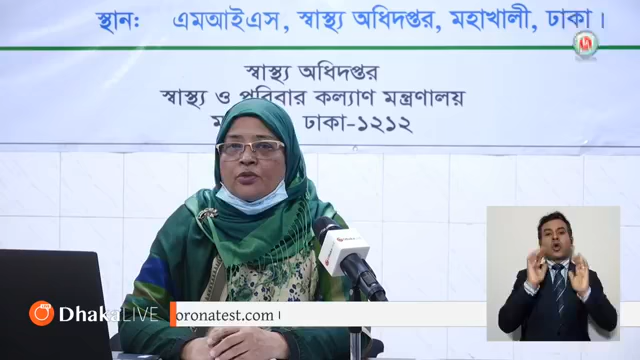 স্থান: এমআইএস, স্বাস্থ্য অধিদপ্তর, মহাখালী, ঢাকা।
স্বাস্থ্য অধিদপ্তর
স্বাস্থ্য ও পরিবার কল্যাণ মন্ত্রণালয়
ঢাকা-১২১২
DhakaLIVE
oronatest.com